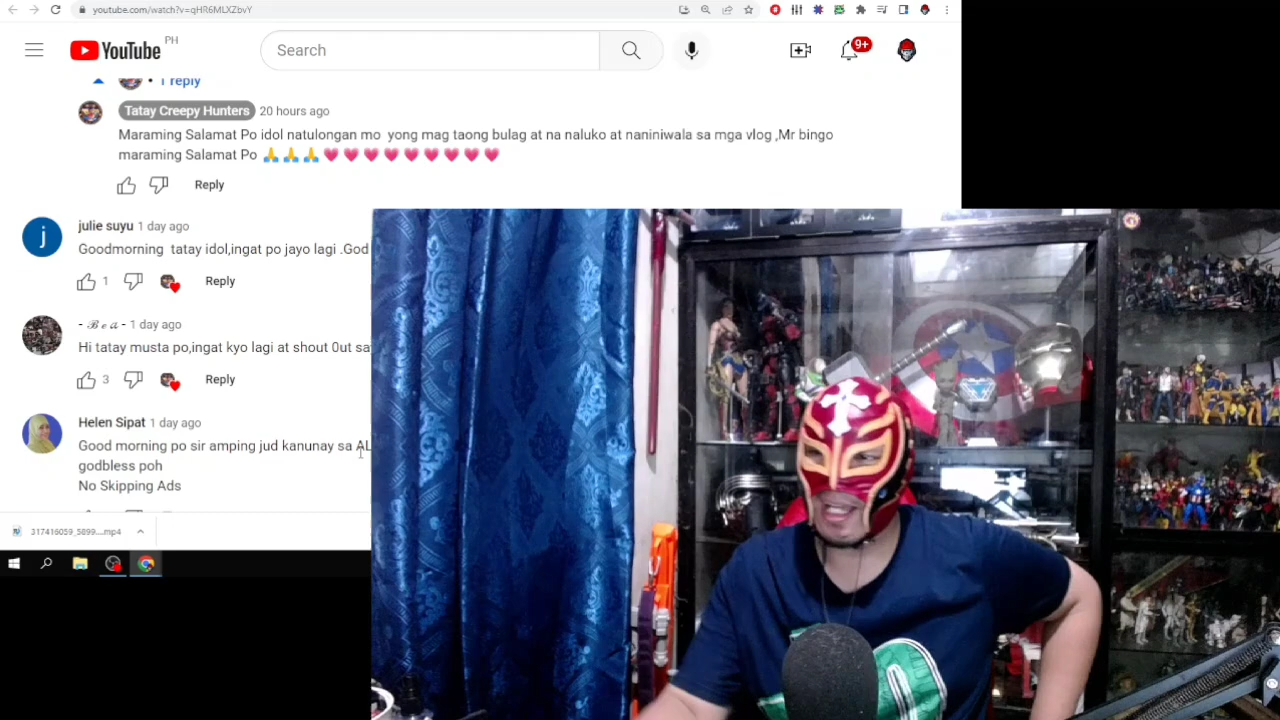 youtube.com/watch?v=qHR6MLXZbvY
YouTube PH
Search
9+
1 reply
Tatay Creepy Hunters 20 hours ago
Maraming Salamat Po idol natulongan mo yong mag taong bulag at na naluko at naniniwala sa mga vlog ,Mr bingo
maraming Salamat Po 🙏🙏🙏💗💗💗💗💗💗💗💗💗
Reply
julie suyu 1 day ago
j
Goodmorning tatay idol,ingat po jayo lagi .God
1 Reply
- ℬ𝑒𝒶 - 1 day ago
Hi tatay musta po,ingat kyo lagi at shout 0ut sa
3 Reply
Helen Sipat 1 day ago
Good morning po sir amping jud kanunay sa AL
godbless poh
No Skipping Ads
317416059_5899....mp4